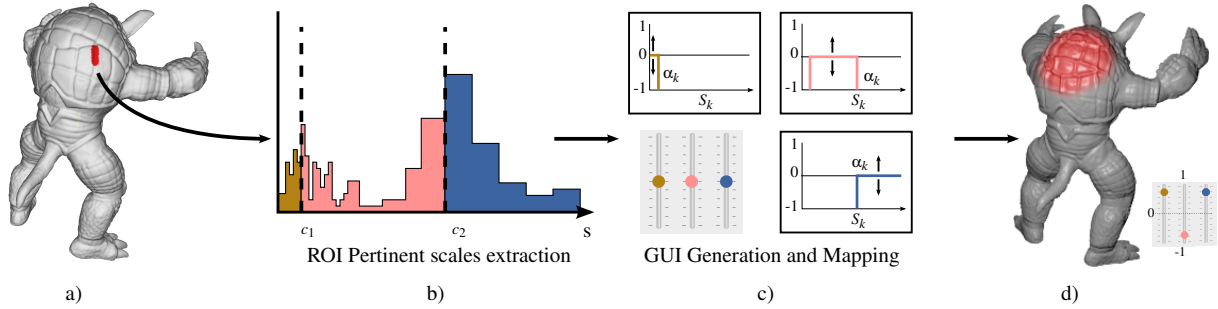 1
0
-1
α_k
S_k
1
0
-1
α_k
S_k
1
0
-1
α_k
S_k
c_1
c_2
s
1
0
-1
ROI Pertinent scales extraction
GUI Generation and Mapping
a)
b)
c)
d)